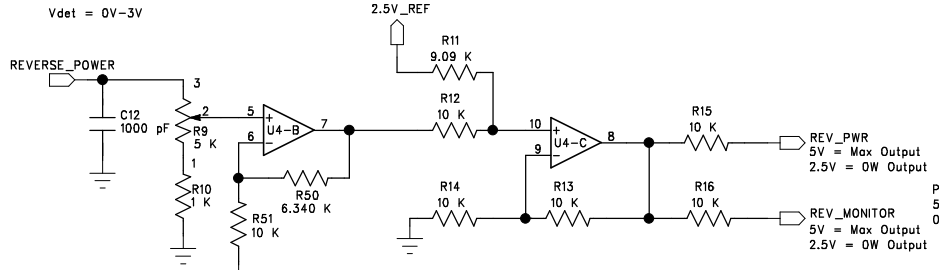 Vdet = 0V-3V
2.5V_REF
R11
9.09 K
REVERSE_POWER
3
C12
1000 pF
2
R9
5 K
1
R10
1 K
5
+
6
-
U4-B
7
R50
6.340 K
R51
10 K
R12
10 K
10
+
9
-
U4-C
8
R14
10 K
R13
10 K
R15
10 K
REV_PWR
5V = Max Output
2.5V = 0W Output
R16
10 K
REV_MONITOR
5V = Max Output
2.5V = 0W Output
P
5
0